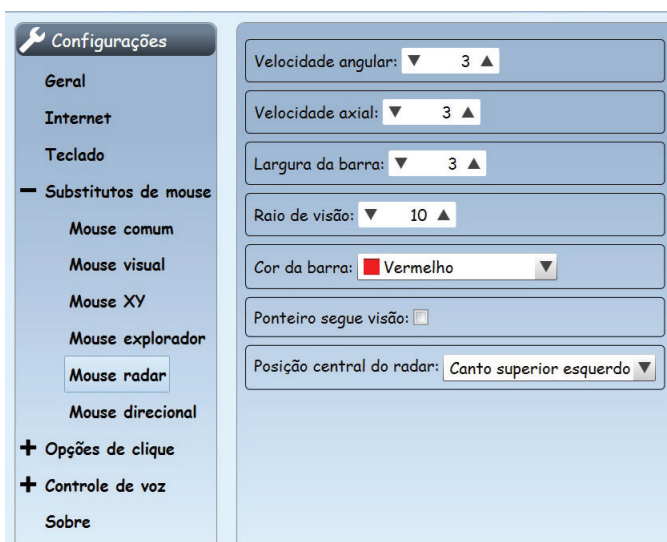 Configurações
Geral
Internet
Teclado
Substitutos de mouse
Mouse comum
Mouse visual
Mouse XY
Mouse explorador
Mouse radar
Mouse direcional
Opções de clique
Controle de voz
Sobre
Velocidade angular: 3
Velocidade axial: 3
Largura da barra: 3
Raio de visão: 10
Cor da barra: Vermelho
Ponteiro segue visão:
Posição central do radar: Canto superior esquerdo